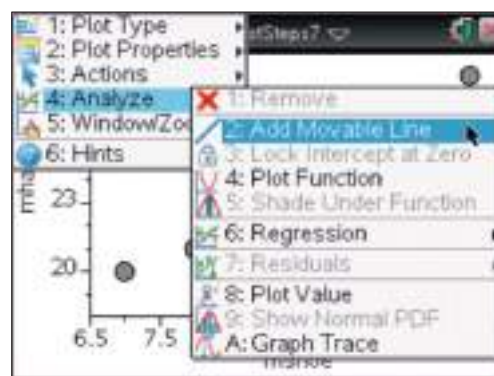 1: Plot Type
2: Plot Properties
3: Actions
4: Analyze
5: Window/Zoo
6: Hints
1: Remove
2: Add Movable Line
3: Lock Intercept at Zero
4: Plot Function
5: Shade Under Function
6: Regression
7: Residuals
8: Plot Value
9: Show Normal PDF
A: Graph Trace
23
20
6.5 7.5